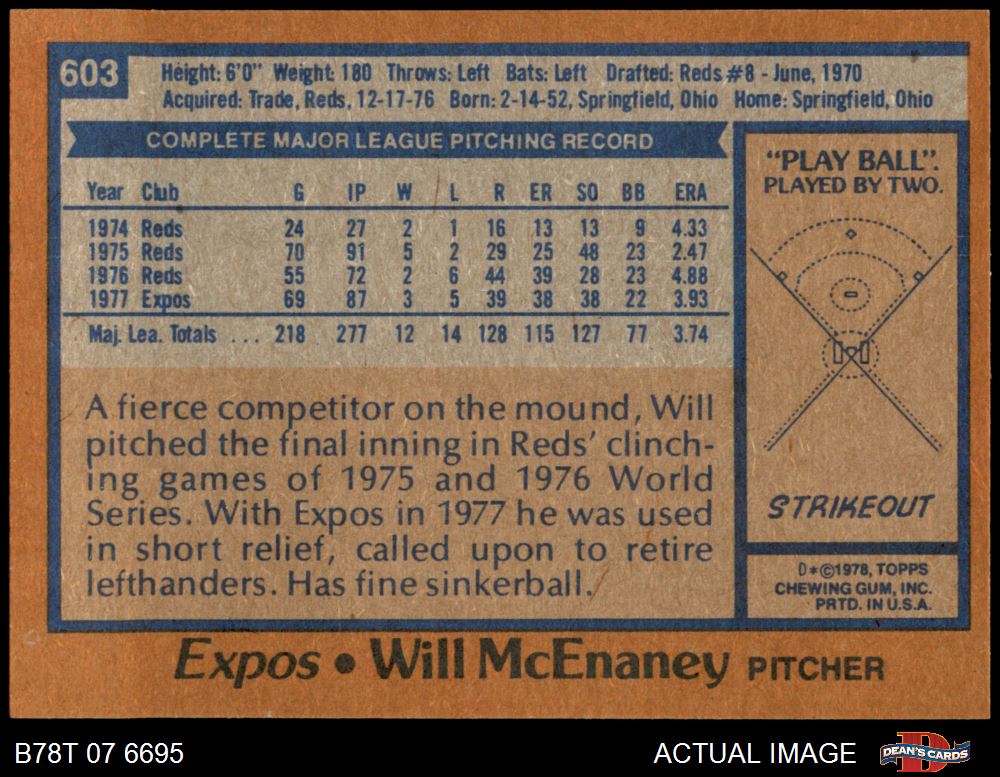 603
Height: 6'0" Weight: 180 Throws: Left Bats: Left Drafted: Reds #8 - June, 1970
Acquired: Trade, Reds, 12-17-76 Born: 2-14-52, Springfield, Ohio Home: Springfield, Ohio
COMPLETE MAJOR LEAGUE PITCHING RECORD
Year Club G IP W L R ER SO BB ERA
1974 Reds 24 27 2 1 16 13 13 9 4.33
1975 Reds 70 91 5 2 29 25 48 23 2.47
1976 Reds 55 72 2 6 44 39 28 23 4.88
1977 Expos 69 87 3 5 39 38 38 22 3.93
Maj. Lea. Totals ... 218 277 12 14 128 115 127 77 3.74
A fierce competitor on the mound, Will
pitched the final inning in Reds' clinch-
ing games of 1975 and 1976 World
Series. With Expos in 1977 he was used
in short relief, called upon to retire
lefthanders. Has fine sinkerball.
"PLAY BALL".
PLAYED BY TWO.
STRIKEOUT
D*©1978, TOPPS
CHEWING GUM, INC.
PRTD. IN U.S.A.
Expos • Will McEnaney PITCHER
B78T 07 6695
ACTUAL IMAGE
DEAN'S CARDS